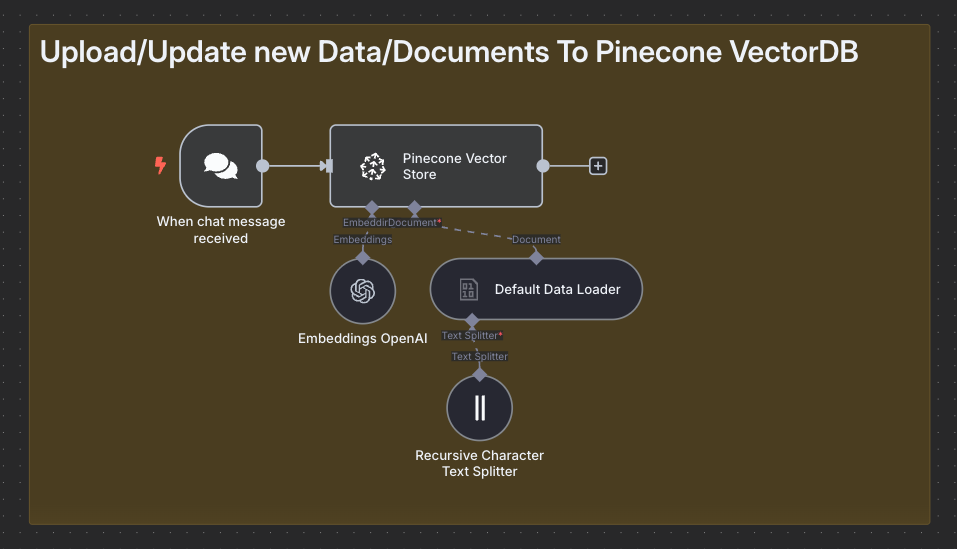 Upload/Update new Data/Documents To Pinecone VectorDB
Pinecone Vector
Store
When chat message
received
Document*
Embeddings
Document
Default Data Loader
Embeddings OpenAI
Text Splitter*
Text Splitter
Recursive Character
Text Splitter